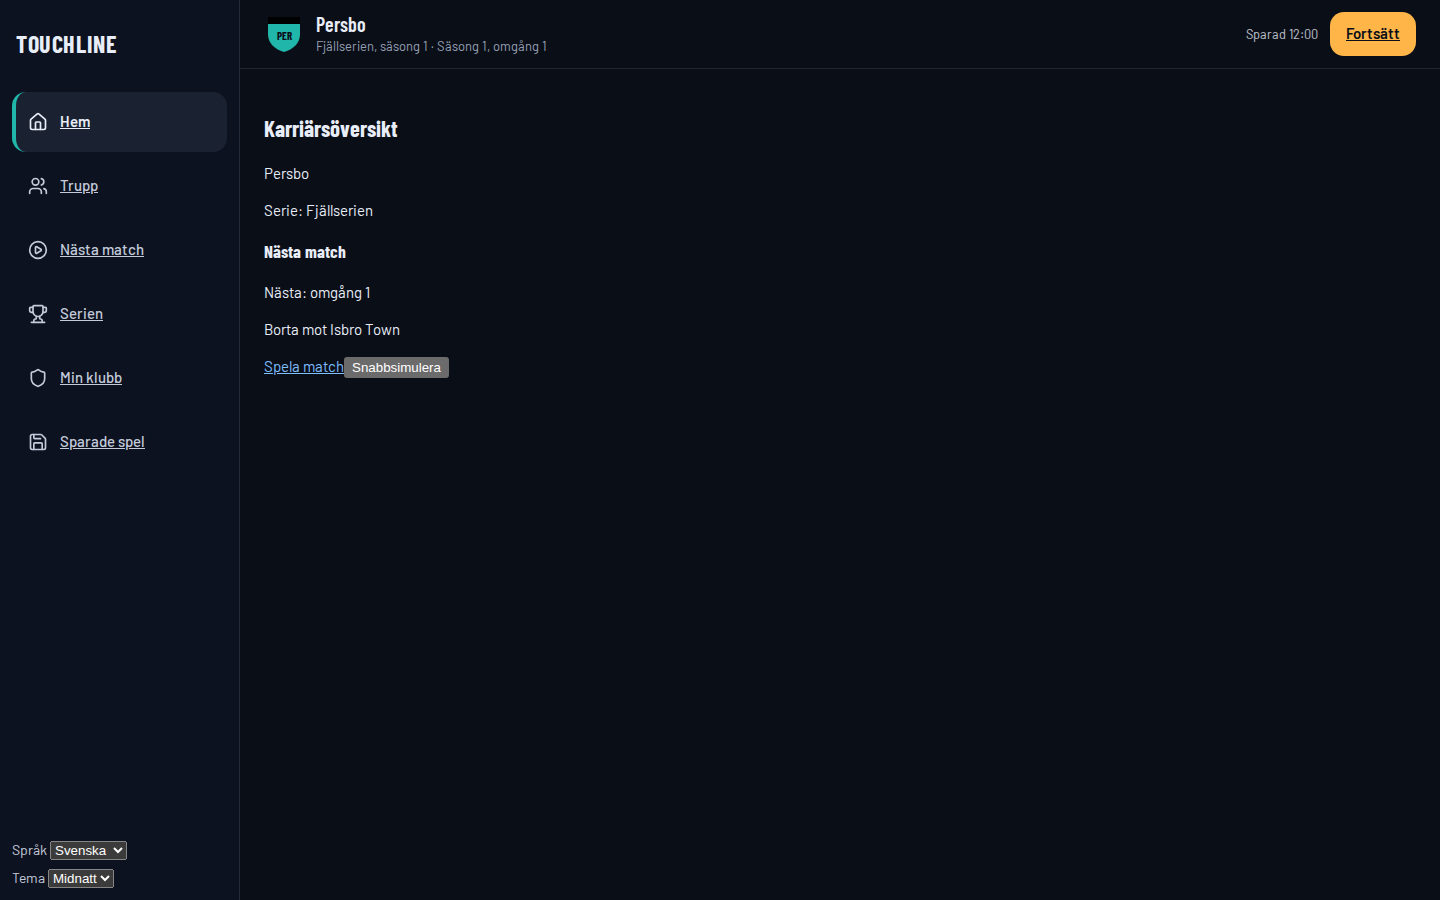 TOUCHLINE
Hem
Trupp
Nästa match
Serien
Min klubb
Sparade spel
Språk Svenska
Tema Midnatt
PER
Persbo
Fjällserien, säsong 1 · Säsong 1, omgång 1
Sparad 12:00
Fortsätt
Karriärsöversikt
Persbo
Serie: Fjällserien
Nästa match
Nästa: omgång 1
Borta mot Isbro Town
Spela match Snabbsimulera